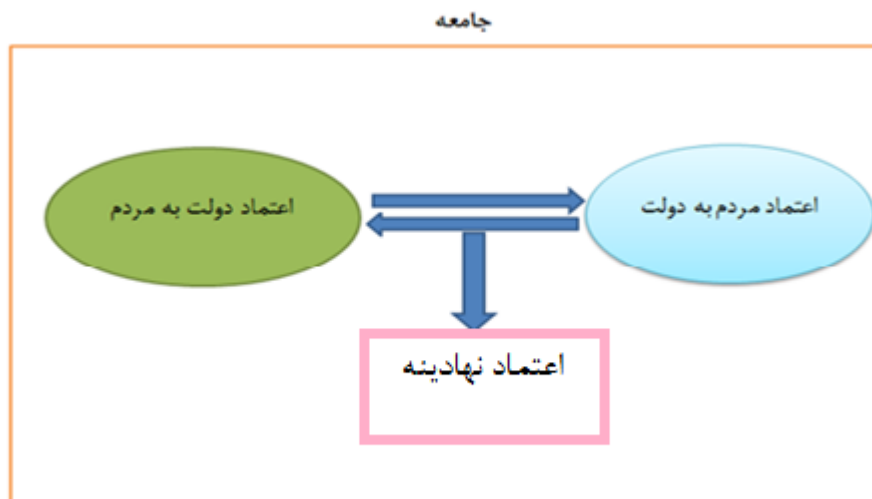 جامعه
اعتماد مردم به دولت
اعتماد دولت به مردم
اعتماد نهادینه